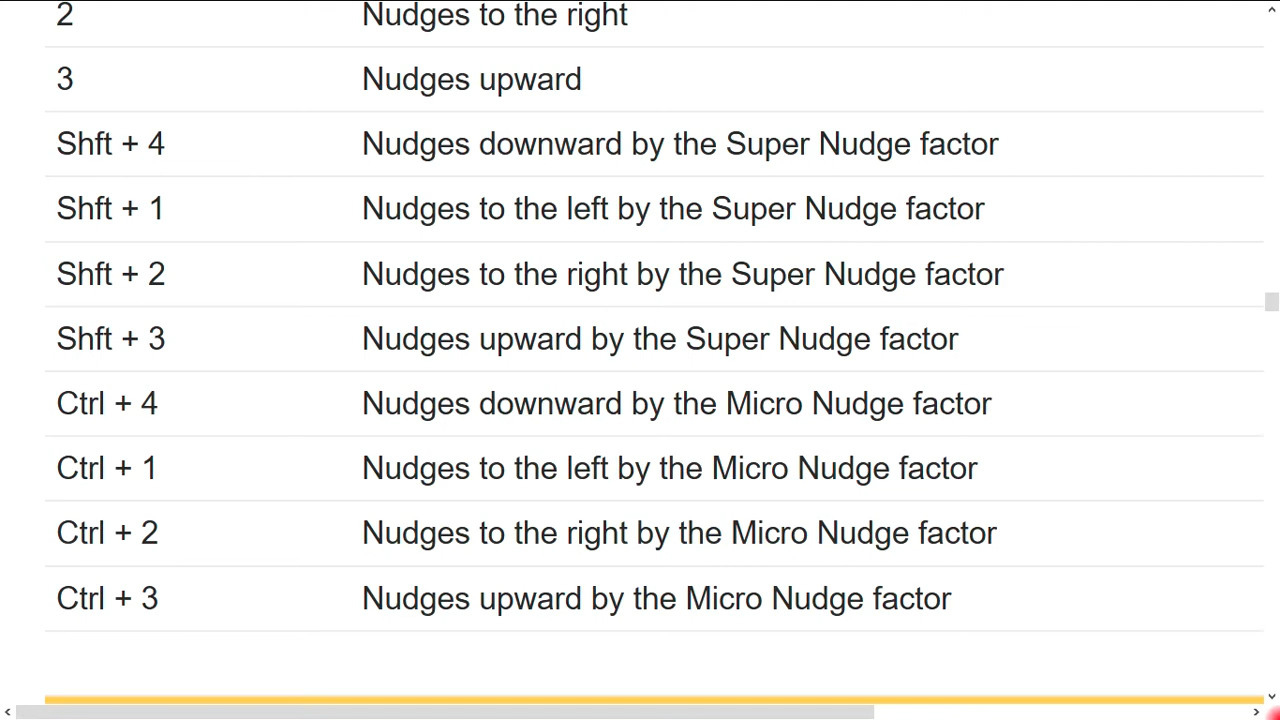 2 Nudges to the right
3 Nudges upward
Shft + 4 Nudges downward by the Super Nudge factor
Shft + 1 Nudges to the left by the Super Nudge factor
Shft + 2 Nudges to the right by the Super Nudge factor
Shft + 3 Nudges upward by the Super Nudge factor
Ctrl + 4 Nudges downward by the Micro Nudge factor
Ctrl + 1 Nudges to the left by the Micro Nudge factor
Ctrl + 2 Nudges to the right by the Micro Nudge factor
Ctrl + 3 Nudges upward by the Micro Nudge factor